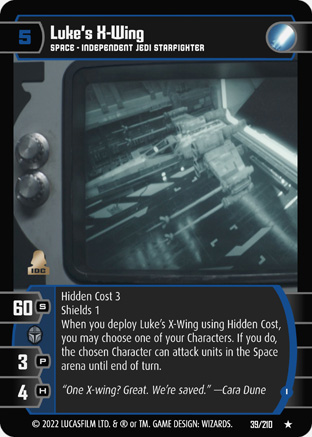 5 Luke's X-Wing
SPACE - INDEPENDENT JEDI STARFIGHTER
IDC
60 S
3 P
4 H
Hidden Cost 3
Shields 1
When you deploy Luke's X-Wing using Hidden Cost,
you may choose one of your Characters. If you do,
the chosen Character can attack units in the Space
arena until end of turn.
"One X-wing? Great. We're saved." —Cara Dune
1
© 2022 LUCASFILM LTD. & ® or TM. GAME DESIGN: WIZARDS. 39/210 ★